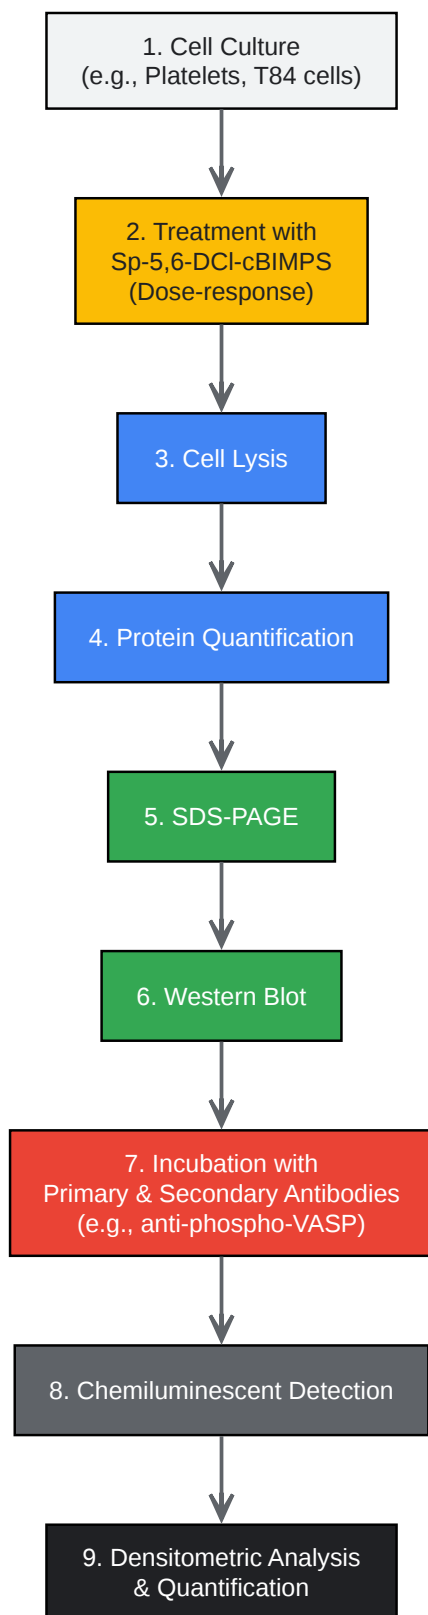 1. Cell Culture
(e.g., Platelets, T84 cells)
2. Treatment with
Sp-5,6-DCl-cBIMPS
(Dose-response)
3. Cell Lysis
4. Protein Quantification
5. SDS-PAGE
6. Western Blot
7. Incubation with
Primary & Secondary Antibodies
(e.g., anti-phospho-VASP)
8. Chemiluminescent Detection
9. Densitometric Analysis
& Quantification